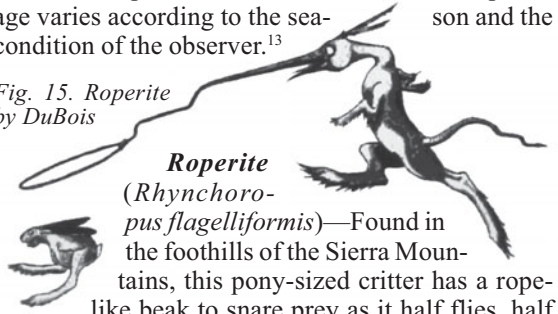 age varies according to the sea- son and the
condition of the observer.13
Fig. 15. Roperite
by DuBois
Roperite
(Rhynchoro-
pus flagelliformis)—Found in
the foothills of the Sierra Moun-
tains, this pony-sized critter has a rope-
like beak to snare prey as it half flies, half